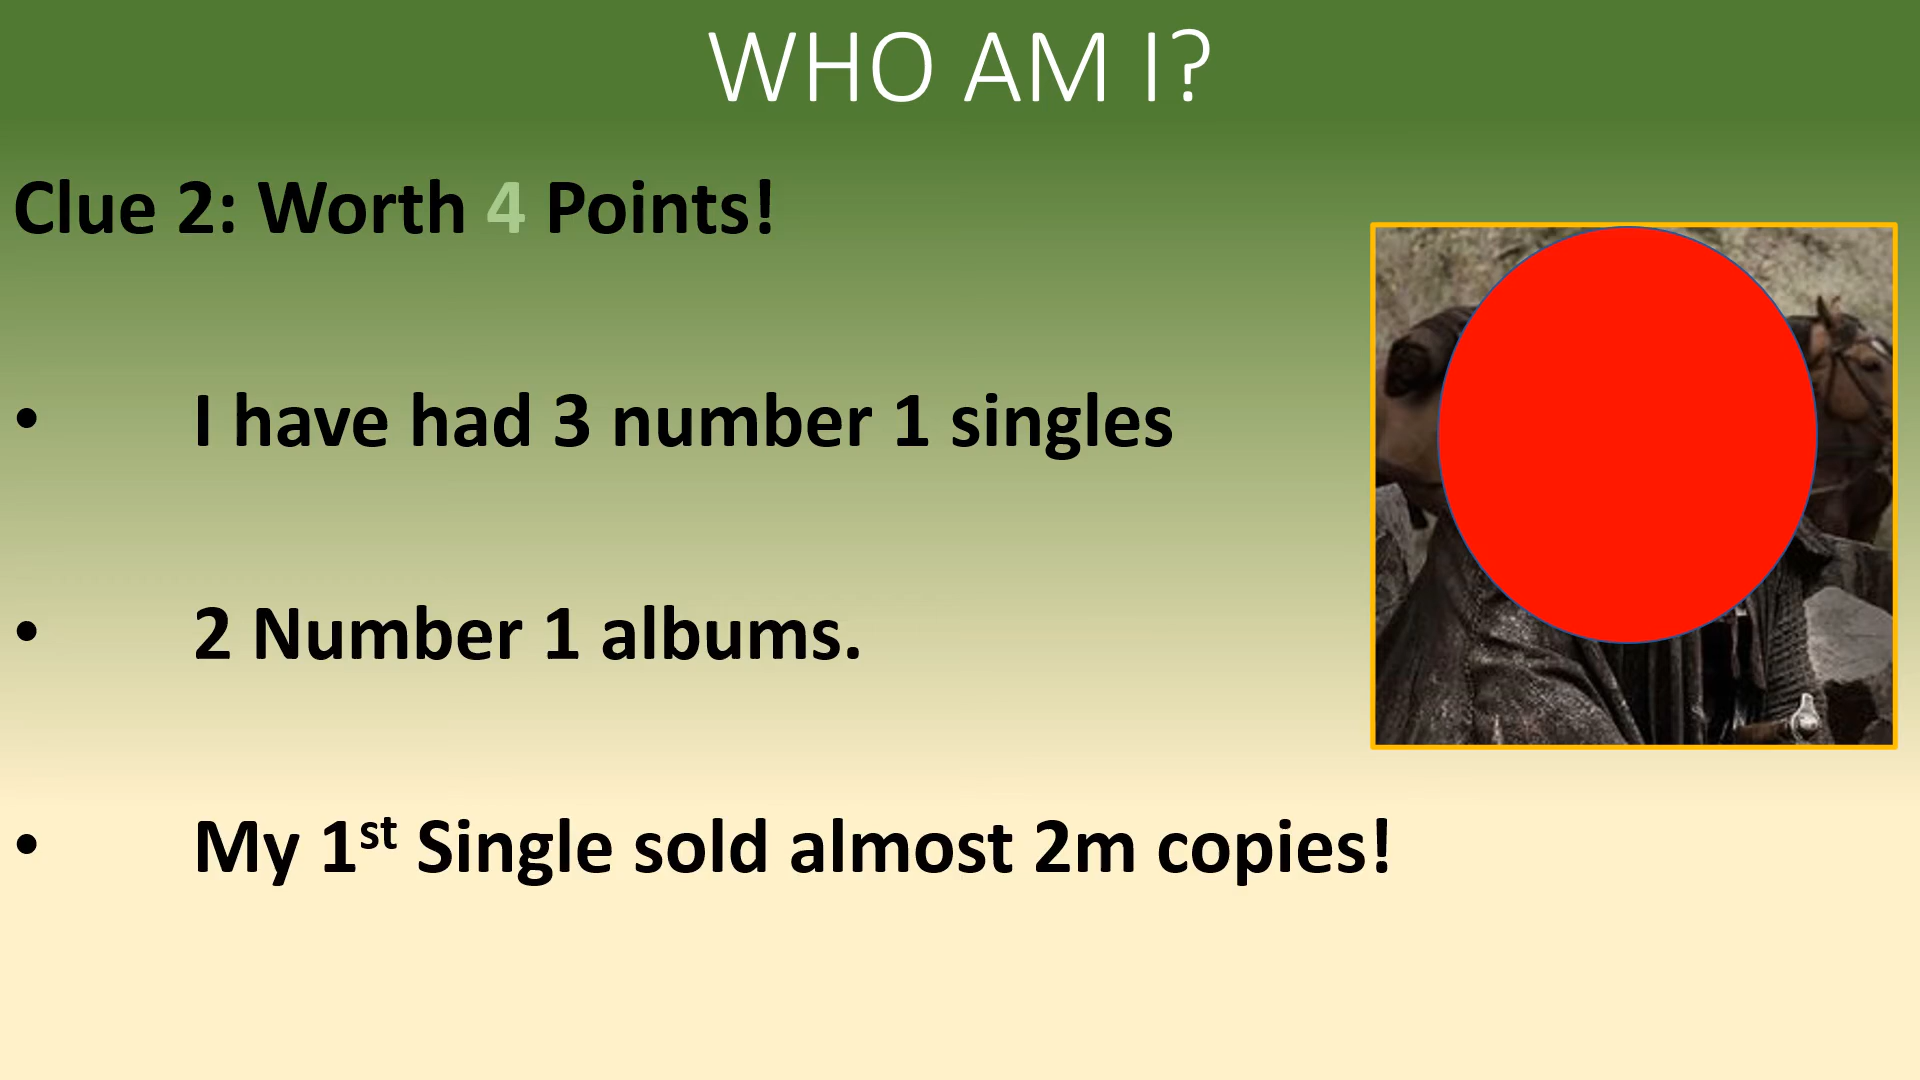 WHO AM I?
Clue 2: Worth 4 Points!
• I have had 3 number 1 singles
• 2 Number 1 albums.
• My 1st Single sold almost 2m copies!